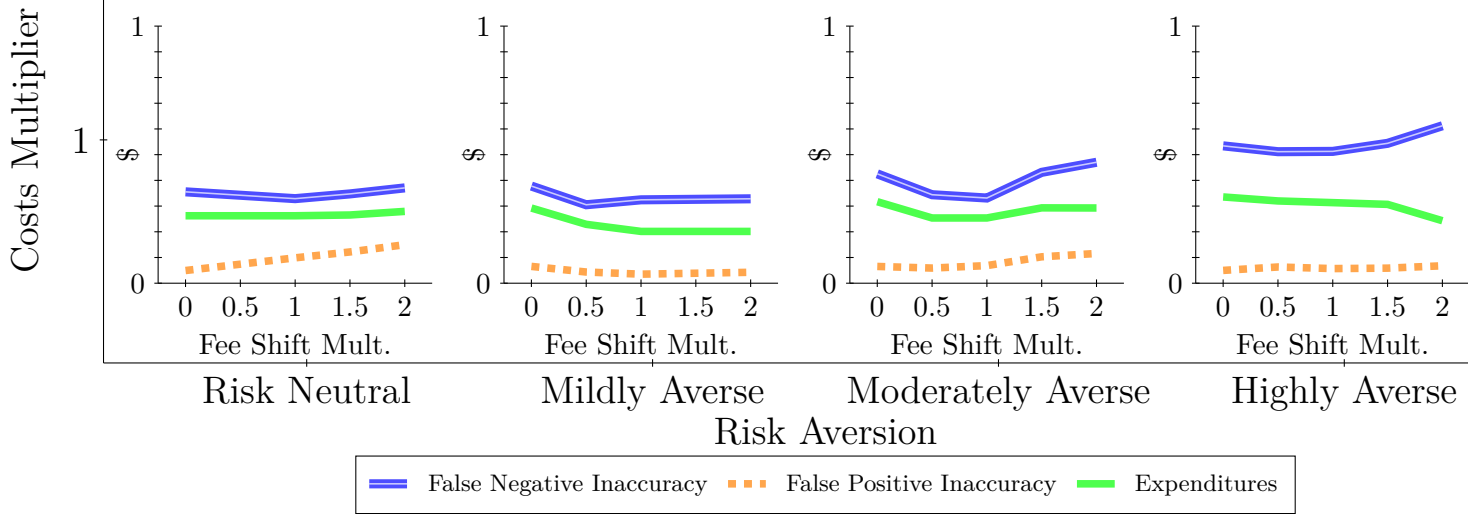 Costs Multiplier
1
1
$
0
0 0.5 1 1.5 2
Fee Shift Mult.
1
$
0
0 0.5 1 1.5 2
Fee Shift Mult.
1
$
0
0 0.5 1 1.5 2
Fee Shift Mult.
1
$
0
0 0.5 1 1.5 2
Fee Shift Mult.
Risk Neutral
Mildly Averse
Moderately Averse
Highly Averse
Risk Aversion
False Negative Inaccuracy False Positive Inaccuracy Expenditures